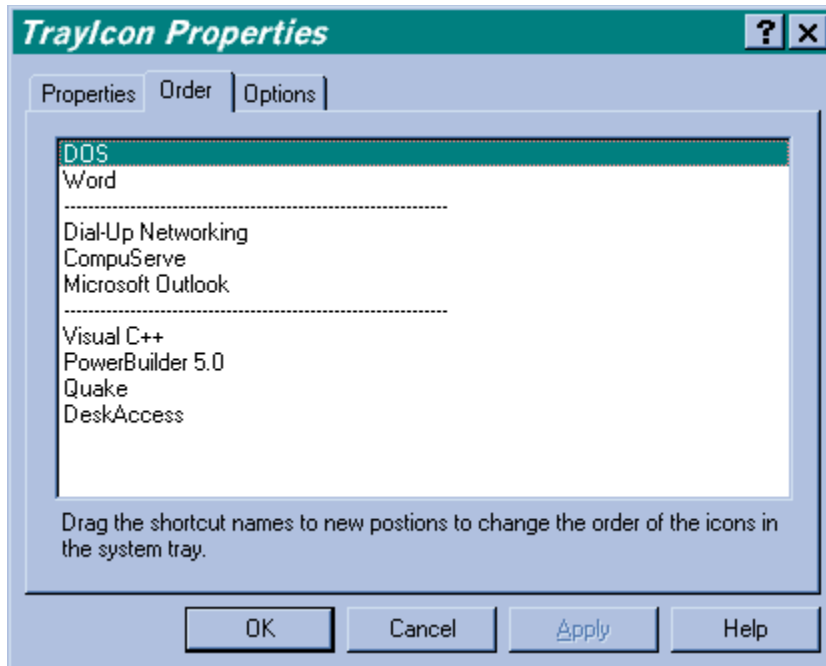 TrayIcon Properties
Properties Order Options
DOS
Word
------------------------------------------------------------
Dial-Up Networking
CompuServe
Microsoft Outlook
------------------------------------------------------------
Visual C++
PowerBuilder 5.0
Quake
DeskAccess
Drag the shortcut names to new postions to change the order of the icons in
the system tray.
OK Cancel Apply Help